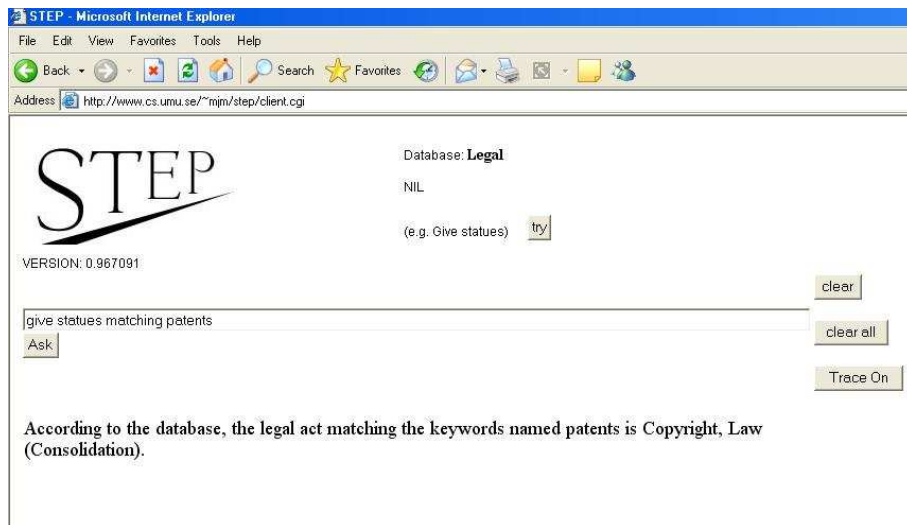 STEP - Microsoft Internet Explorer
File Edit View Favorites Tools Help
Back Search Favorites
Address http://www.cs.umu.se/~mjm/step/client.cgi
STEP
Database: Legal
NIL
(e.g. Give statues) try
VERSION: 0.967091
clear
give statues matching patents
clear all
Ask
Trace On
According to the database, the legal act matching the keywords named patents is Copyright, Law
(Consolidation).